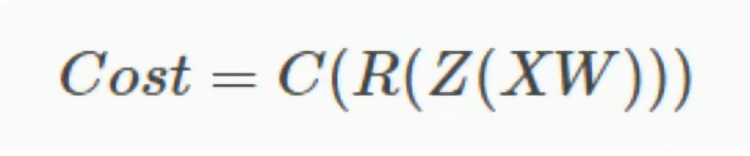 Cost = C(R(Z(XW)))